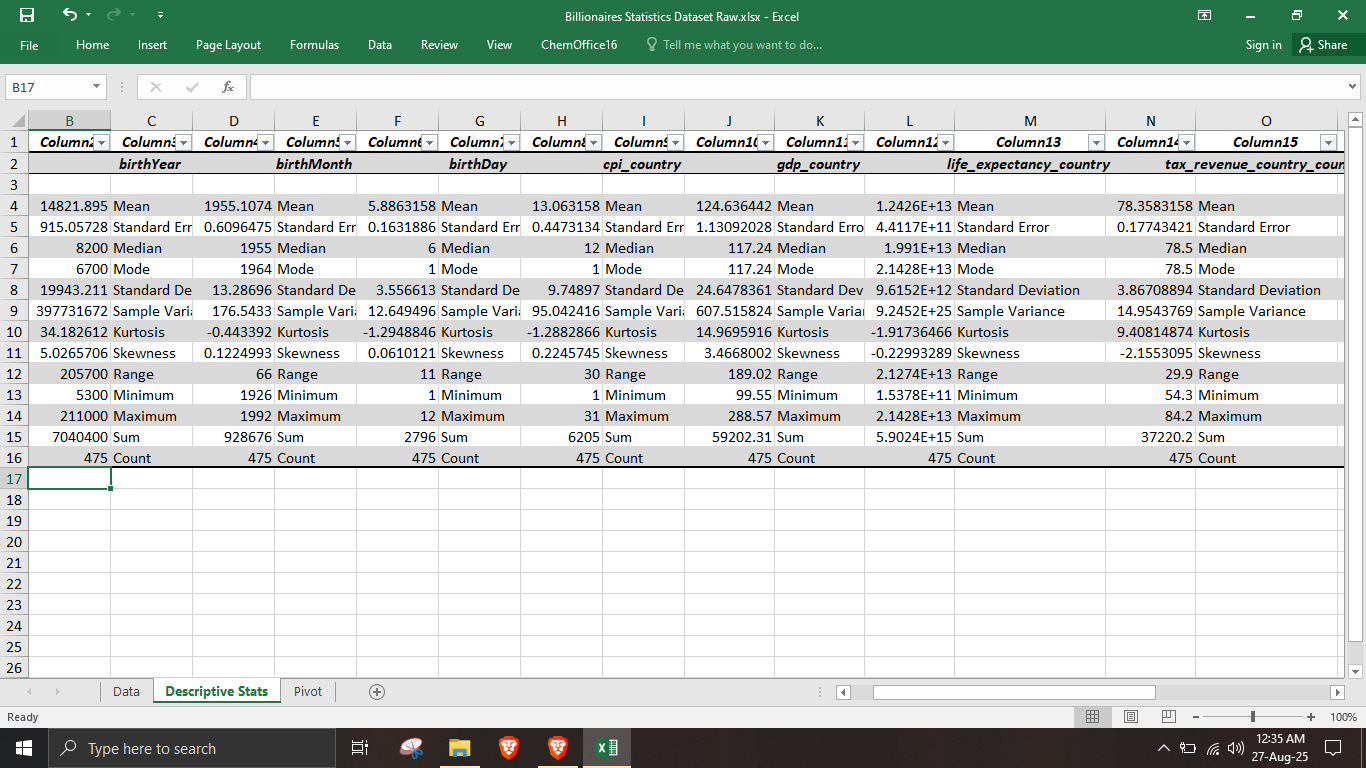 Billionaires Statistics Dataset Raw.xlsx - Excel
File Home Insert Page Layout Formulas Data Review View ChemOffice16 Tell me what you want to do... Sign in Share
B17 fx
B C D E F G H I J K L M N O
1 Column2 Column3 Column4 Column5 Column6 Column7 Column8 Column9 Column10 Column11 Column12 Column13 Column14 Column15
2 birthYear birthMonth birthDay cpi_country gdp_country life_expectancy_country tax_revenue_country_coun
3
4 14821.895 Mean 1955.1074 Mean 5.8863158 Mean 13.063158 Mean 124.636442 Mean 1.2426E+13 Mean 78.3583158 Mean
5 915.05728 Standard Err 0.6096475 Standard Err 0.1631886 Standard Err 0.4473134 Standard Err 1.13092028 Standard Erro 4.4117E+11 Standard Error 0.17743421 Standard Error
6 8200 Median 1955 Median 6 Median 12 Median 117.24 Median 1.991E+13 Median 78.5 Median
7 6700 Mode 1964 Mode 1 Mode 1 Mode 117.24 Mode 2.1428E+13 Mode 78.5 Mode
8 19943.211 Standard De 13.28696 Standard De 3.556613 Standard De 9.74897 Standard De 24.6478361 Standard Dev 9.6152E+12 Standard Deviation 3.86708894 Standard Deviation
9 397731672 Sample Vari 176.5433 Sample Vari 12.649496 Sample Vari 95.042416 Sample Vari 607.515824 Sample Varia 9.2452E+25 Sample Variance 14.9543769 Sample Variance
10 34.182612 Kurtosis -0.443392 Kurtosis -1.2948846 Kurtosis -1.2882866 Kurtosis 14.9695916 Kurtosis -1.91736466 Kurtosis 9.40814874 Kurtosis
11 5.0265706 Skewness 0.1224993 Skewness 0.0610121 Skewness 0.2245745 Skewness 3.4668002 Skewness -0.22993289 Skewness -2.1553095 Skewness
12 205700 Range 66 Range 11 Range 30 Range 189.02 Range 2.1274E+13 Range 29.9 Range
13 5300 Minimum 1926 Minimum 1 Minimum 1 Minimum 99.55 Minimum 1.5378E+11 Minimum 54.3 Minimum
14 211000 Maximum 1992 Maximum 12 Maximum 31 Maximum 288.57 Maximum 2.1428E+13 Maximum 84.2 Maximum
15 7040400 Sum 928676 Sum 2796 Sum 6205 Sum 59202.31 Sum 5.9024E+15 Sum 37220.2 Sum
16 475 Count 475 Count 475 Count 475 Count 475 Count 475 Count 475 Count
17
18
19
20
21
22
23
24
25
26
Data Descriptive Stats Pivot
Ready 100%
Type here to search 12:35 AM
27-Aug-25